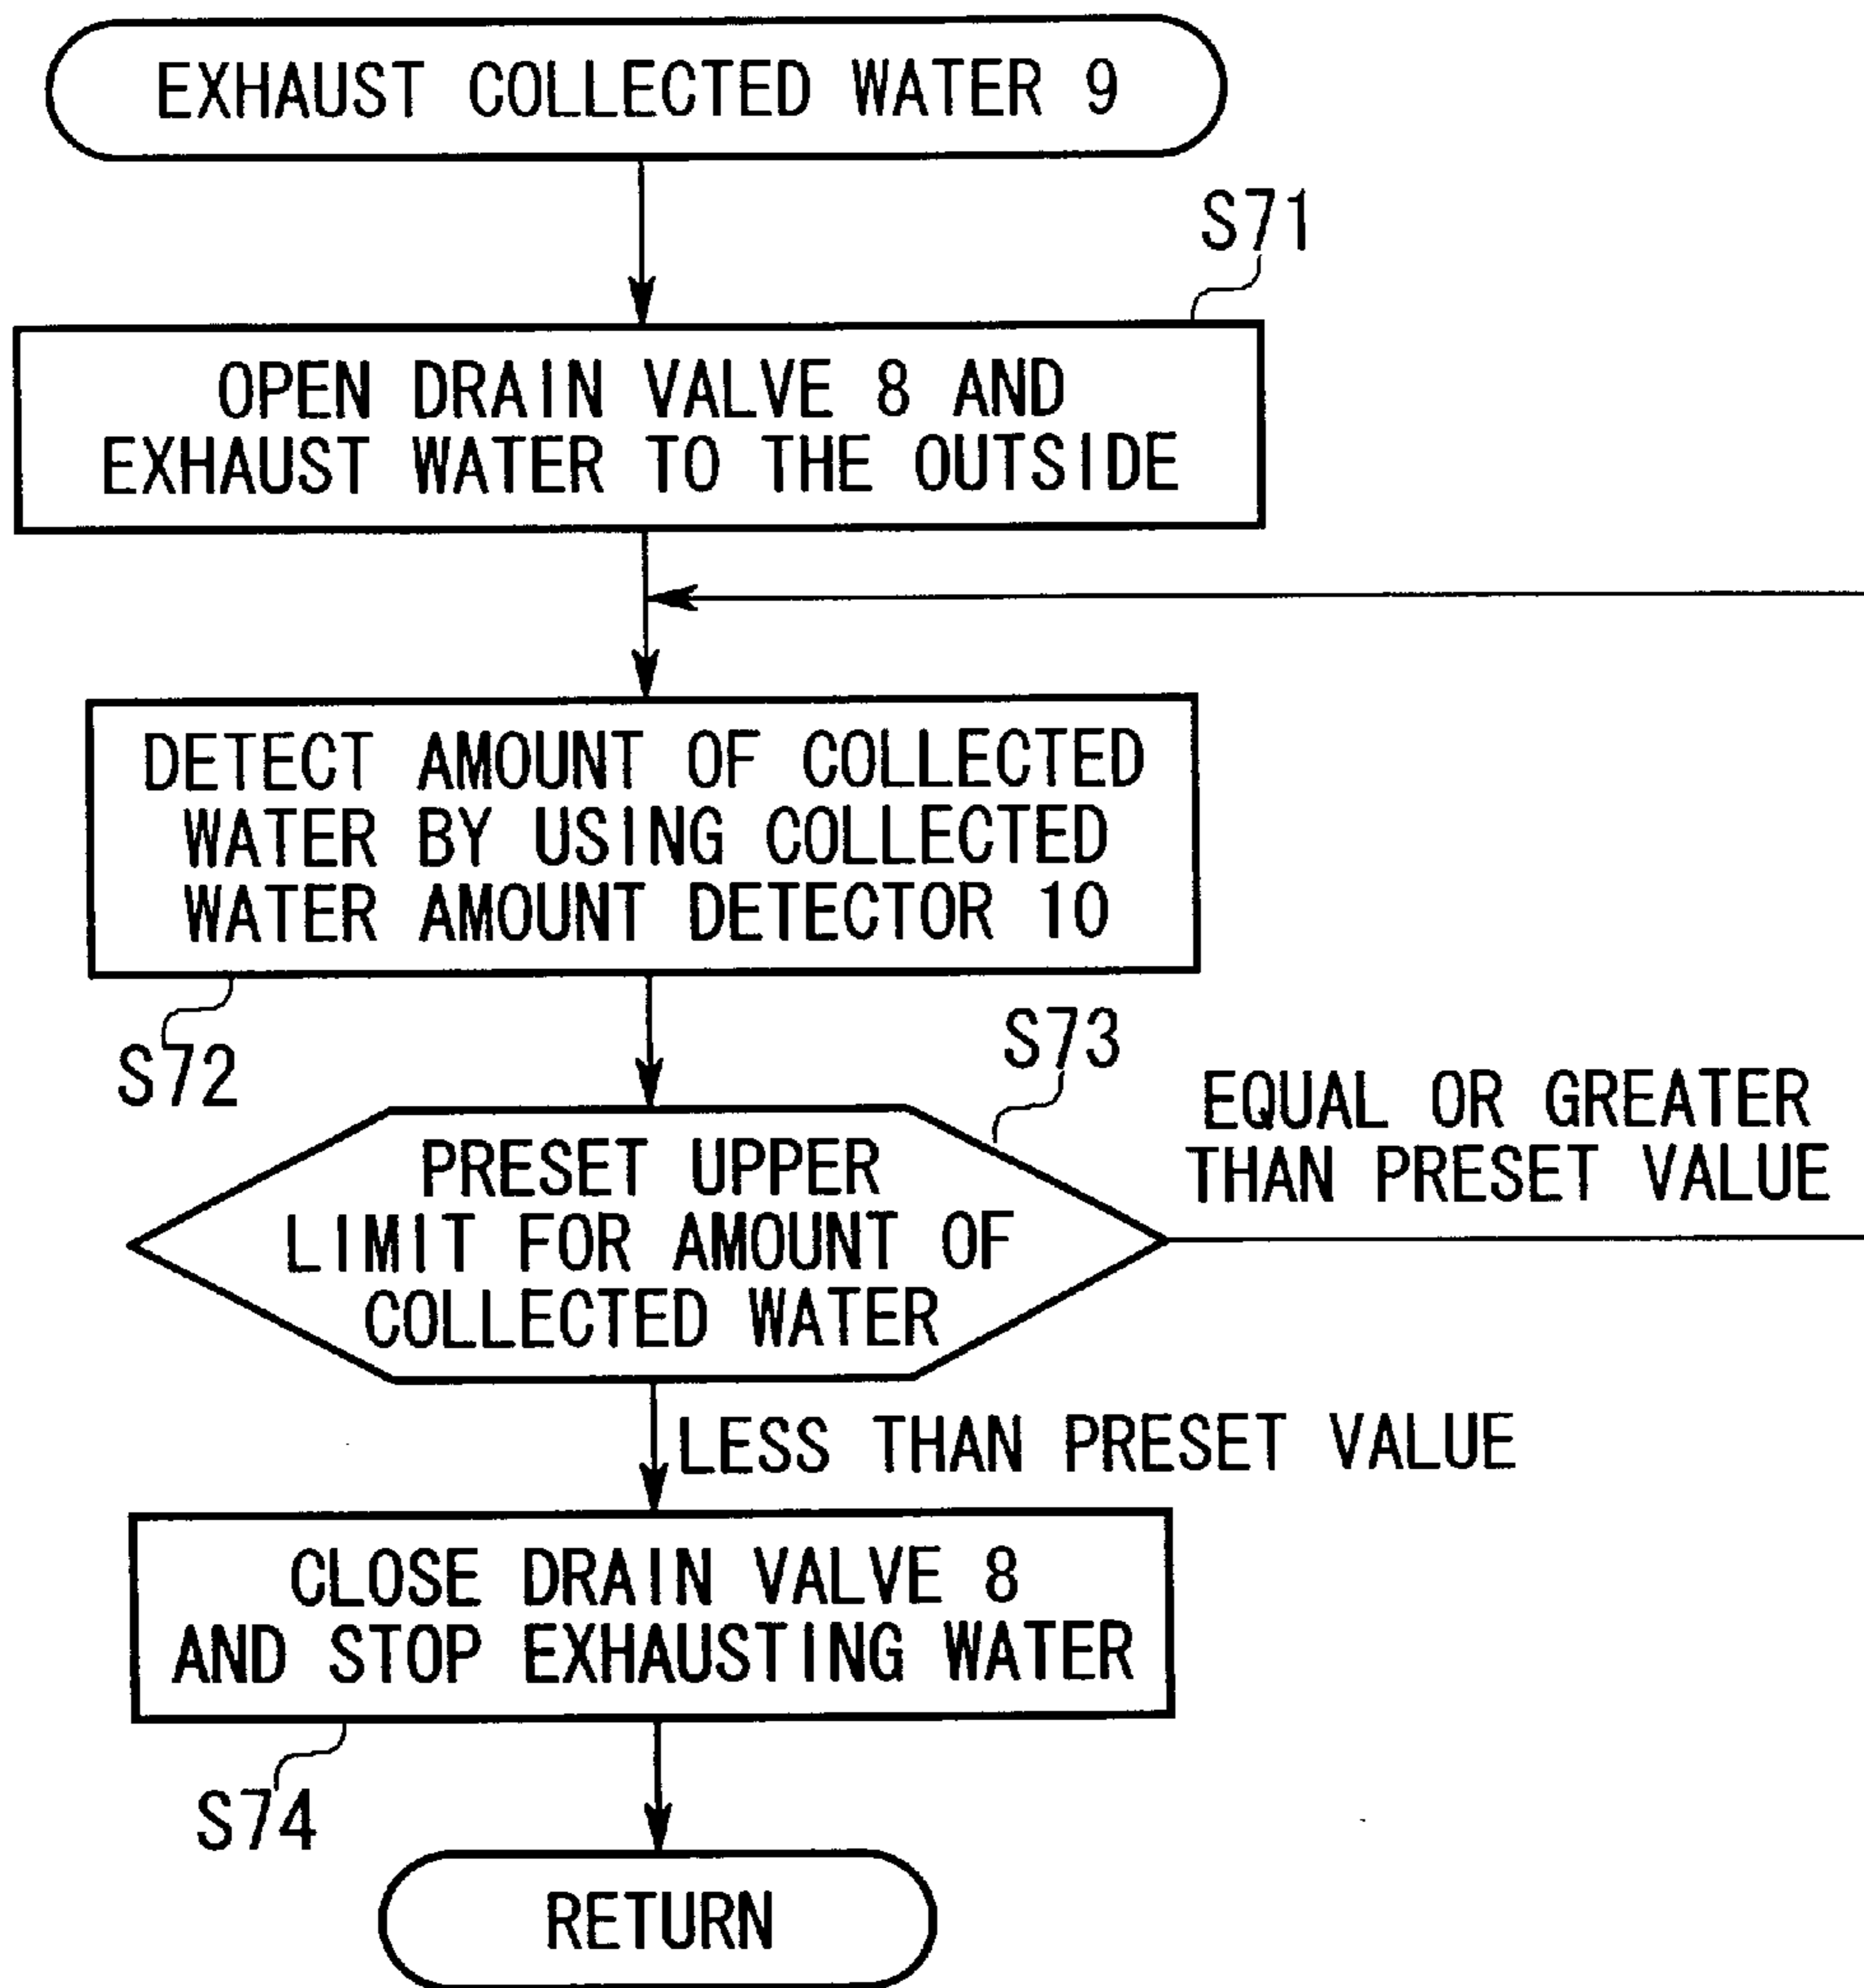 EXHAUST COLLECTED WATER 9
S71
OPEN DRAIN VALVE 8 AND
EXHAUST WATER TO THE OUTSIDE
DETECT AMOUNT OF COLLECTED
WATER BY USING COLLECTED
WATER AMOUNT DETECTOR 10
S72
S73
PRESET UPPER
LIMIT FOR AMOUNT OF
COLLECTED WATER
EQUAL OR GREATER
THAN PRESET VALUE
LESS THAN PRESET VALUE
CLOSE DRAIN VALVE 8
AND STOP EXHAUSTING WATER
S74
RETURN